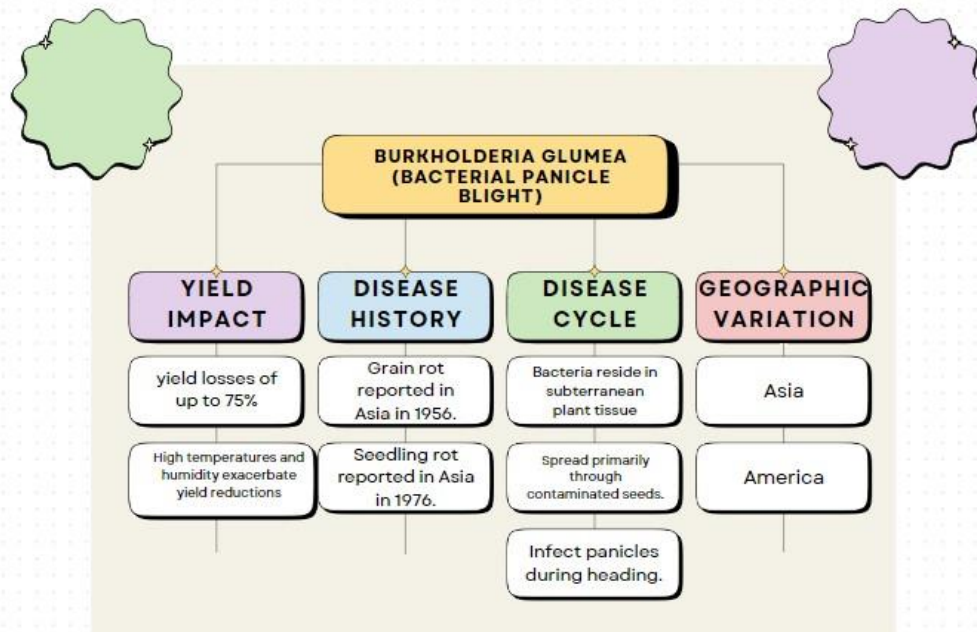 BURKHOLDERIA GLUMEA
(BACTERIAL PANICLE
BLIGHT)
YIELD
IMPACT
yield losses of
up to 75%
High temperatures and
humidity exacerbate
yield reductions
DISEASE
HISTORY
Grain rot
reported in
Asia in 1956.
Seedling rot
reported in Asia
in 1976.
DISEASE
CYCLE
Bacteria reside in
subterranean
plant tissue
Spread primarily
through
contaminated seeds.
Infect panicles
during heading.
GEOGRAPHIC
VARIATION
Asia
America